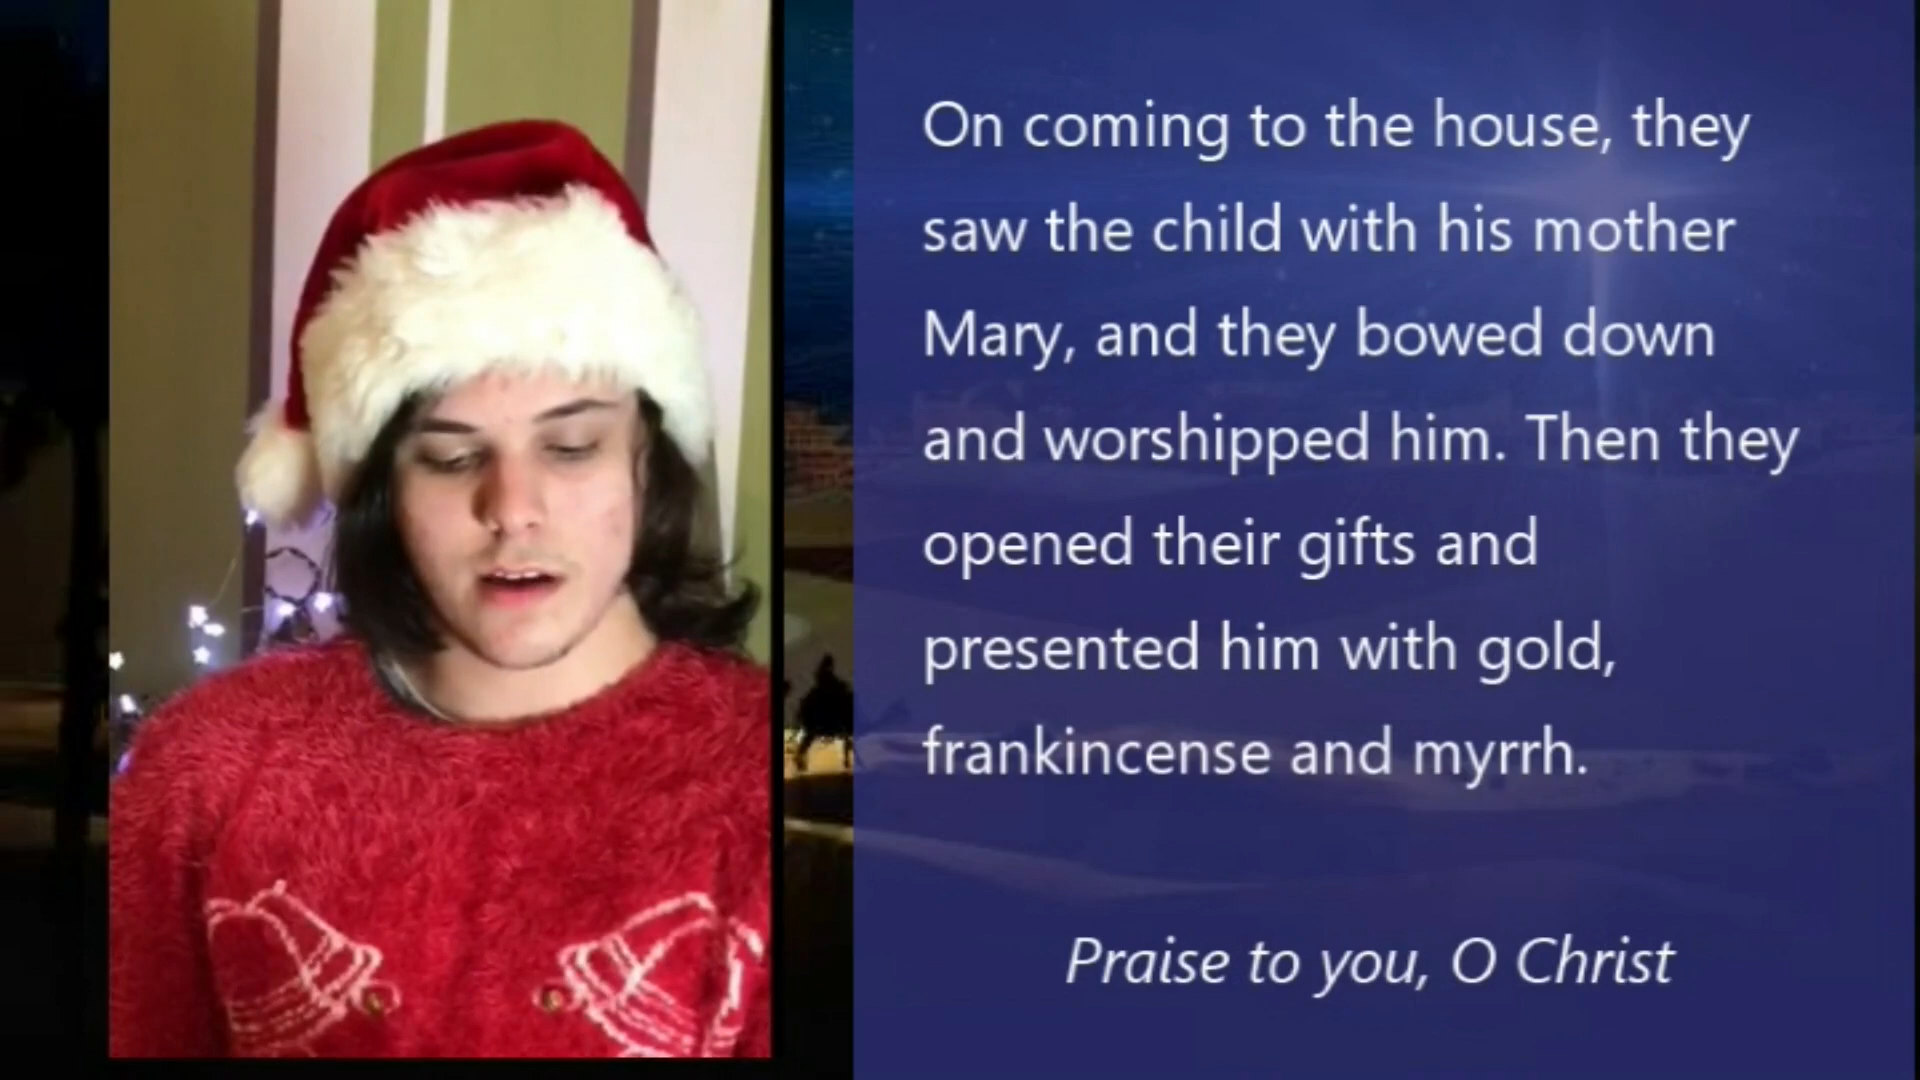 On coming to the house, they
saw the child with his mother
Mary, and they bowed down
and worshipped him. Then they
opened their gifts and
presented him with gold,
frankincense and myrrh.
Praise to you, O Christ